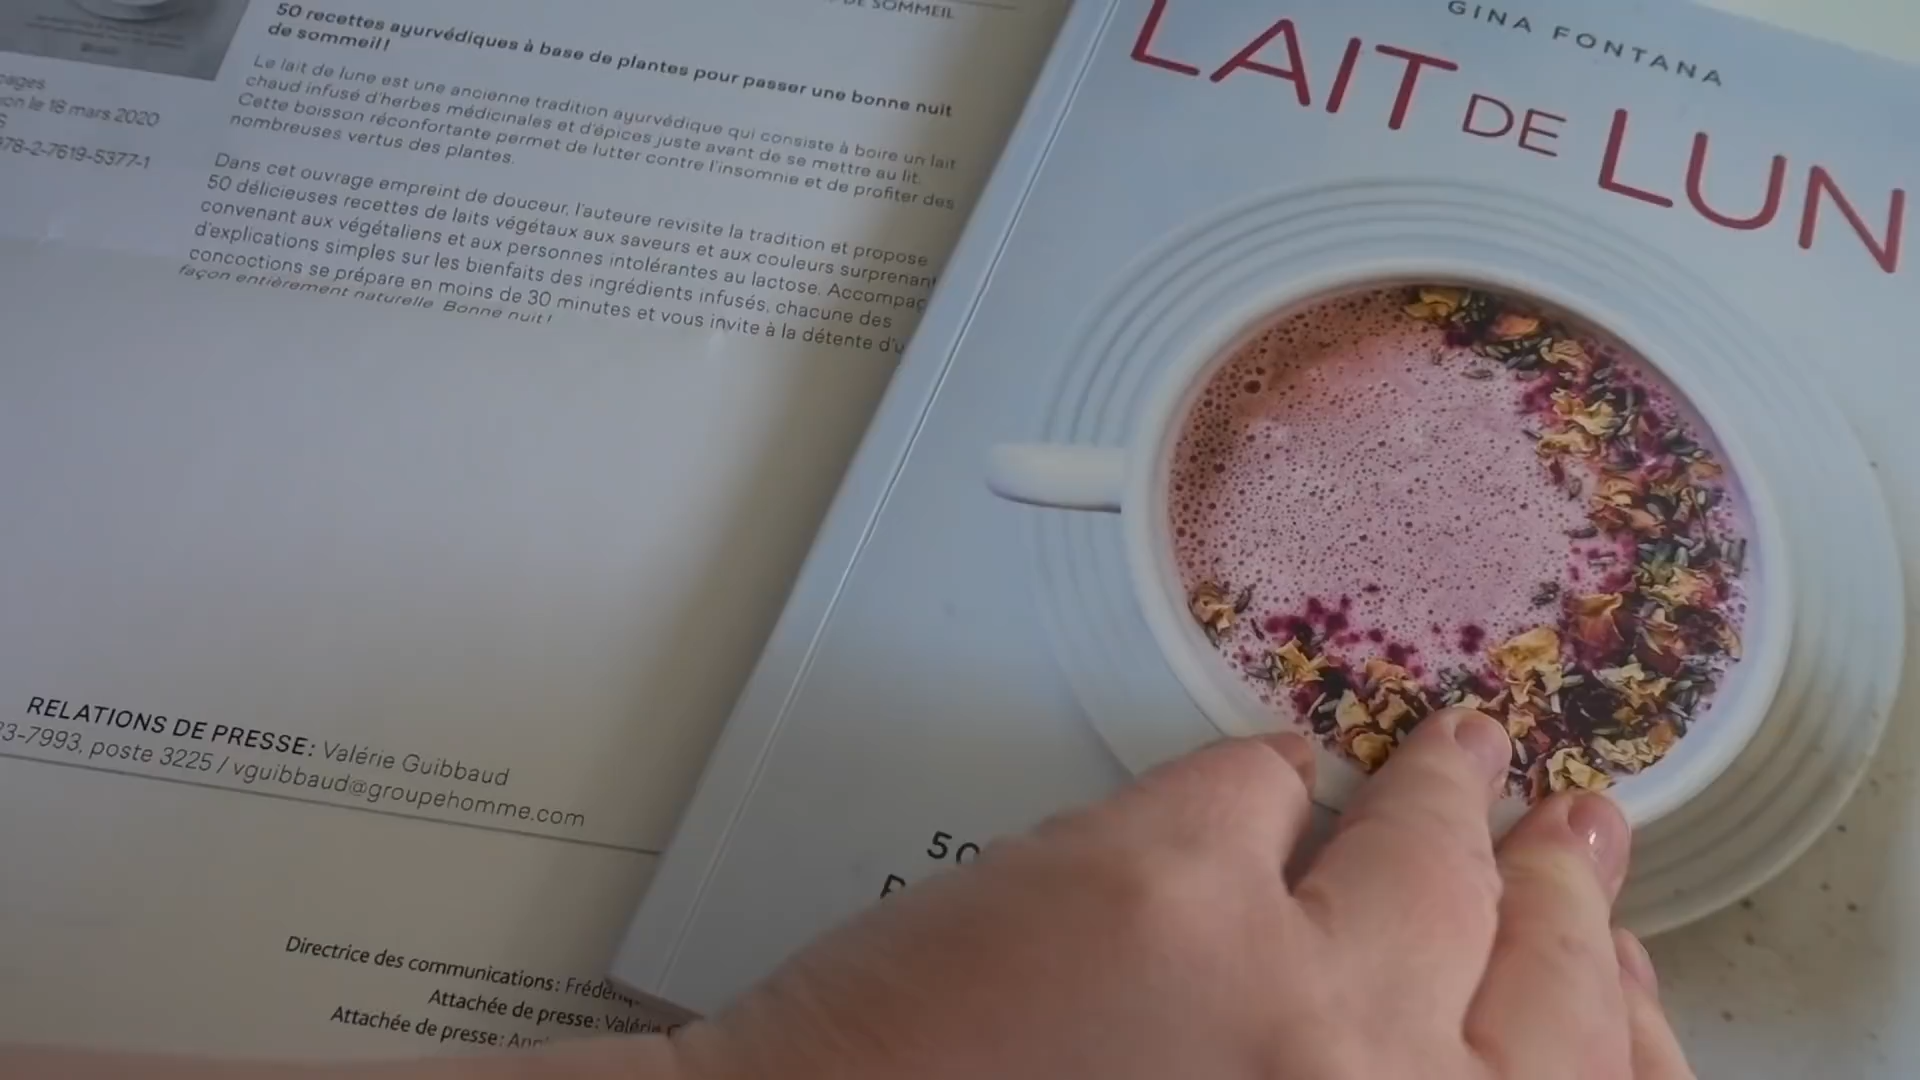 DE SOMMEIL
50 recettes ayurvédiques à base de plantes pour passer une bonne nuit
de sommeil!
Le lait de lune est une ancienne tradition ayurvédique qui consiste à boire un lait
chaud infusé d'herbes médicinales et d'épices juste avant de se mettre au lit.
Cette boisson réconfortante permet de lutter contre l'insomnie et de profiter des
nombreuses vertus des plantes.
Dans cet ouvrage empreint de douceur, l'auteure revisite la tradition et propose
50 délicieuses recettes de laits végétaux aux saveurs et aux couleurs surprenant
convenant aux végétaliens et aux personnes intolérantes au lactose. Accompag
d'explications simples sur les bienfaits des ingrédients infusés, chacune des
concoctions se prépare en moins de 30 minutes et vous invite à la détente d'u
façon entièrement naturelle. Bonne nuit!
pages
on le 18 mars 2020
S
978-2-7619-5377-1
RELATIONS DE PRESSE: Valérie Guibbaud
23-7993, poste 3225 / vguibbaud@groupehomme.com
Directrice des communications: Frédériq
Attachée de presse: Valérie G
Attachée de presse: Ann
GINA FONTANA
LAIT DE LUN
50